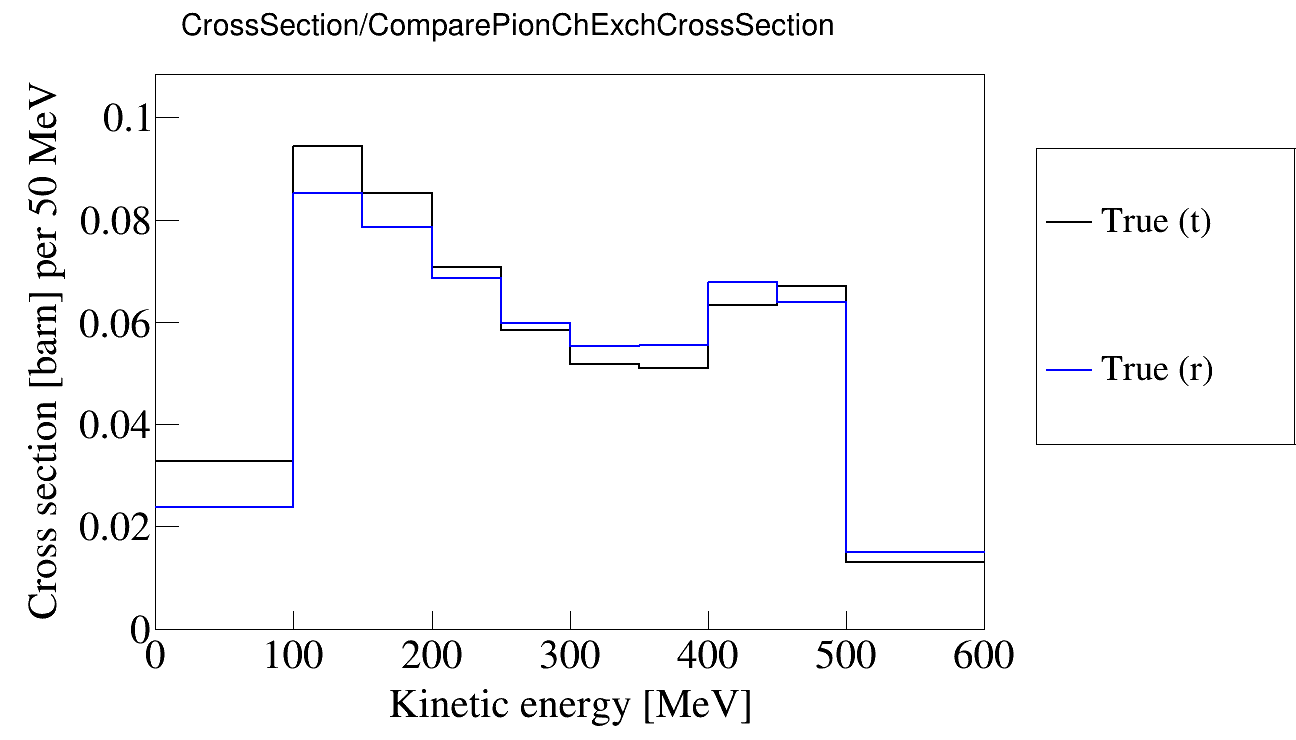 CrossSection/ComparePionChExchCrossSection
Cross section [barn] per 50 MeV
0.1
0.08
0.06
0.04
0.02
0
0 100 200 300 400 500 600
Kinetic energy [MeV]
True (t)
True (r)